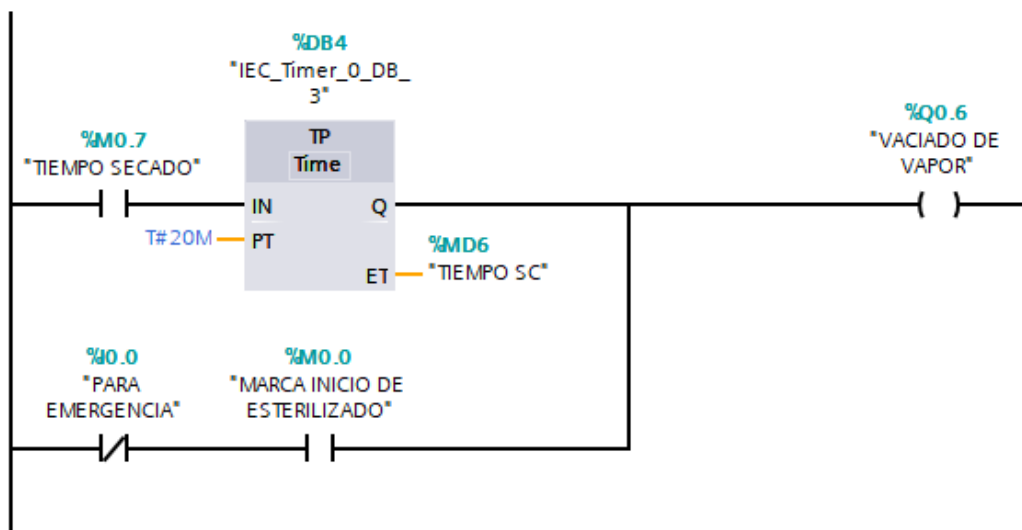 %DB4
"IEC_Timer_0_DB_
3"
%M0.7
"TIEMPO SECADO"
TP
Time
IN
Q
T#20M
PT
ET
%MD6
"TIEMPO SC"
%Q0.6
"VACIADO DE
VAPOR"
%I0.0
"PARA
EMERGENCIA"
%M0.0
"MARCA INICIO DE
ESTERILIZADO"